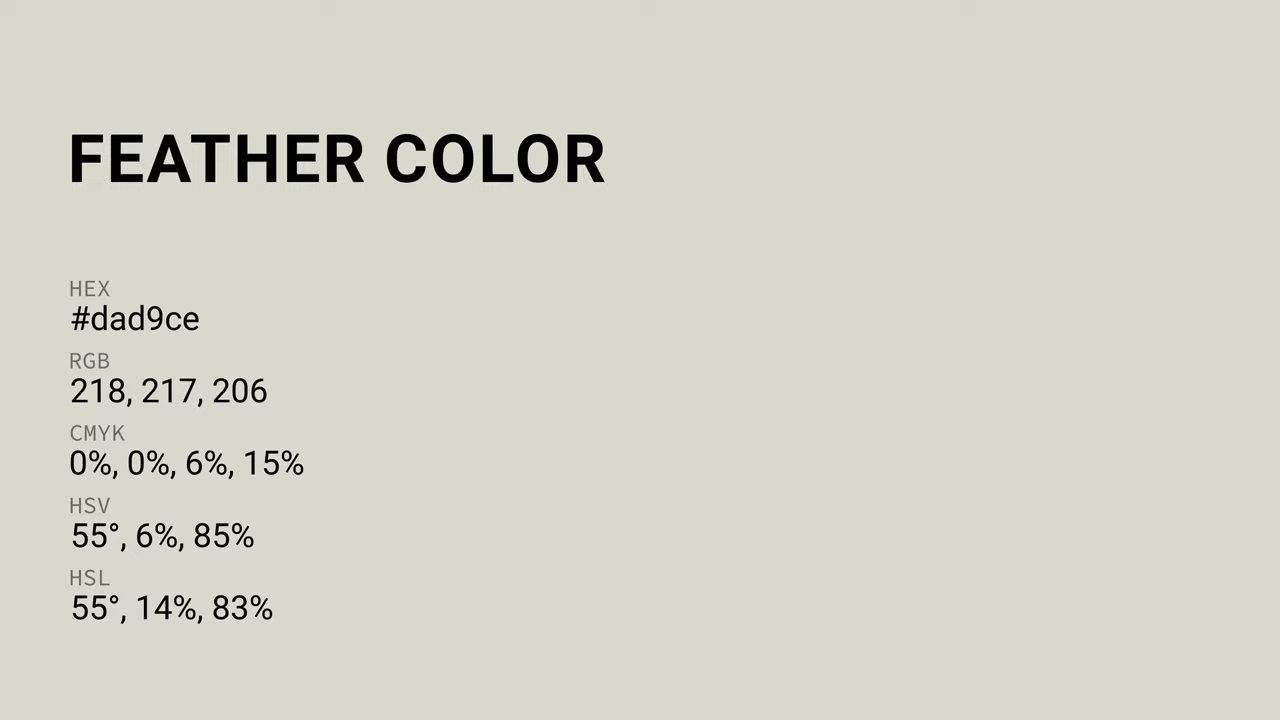 FEATHER COLOR
HEX
#dad9ce
RGB
218, 217, 206
CMYK
0%, 0%, 6%, 15%
HSV
55°, 6%, 85%
HSL
55°, 14%, 83%